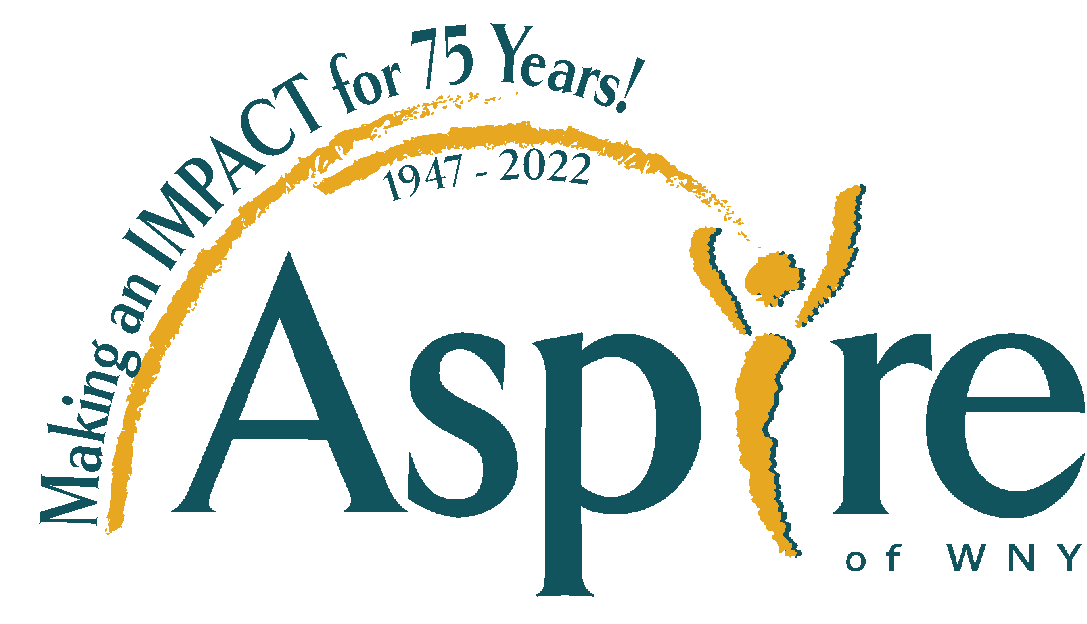 Making an IMPACT for 75 Years!
1947 - 2022
Aspire
of WNY